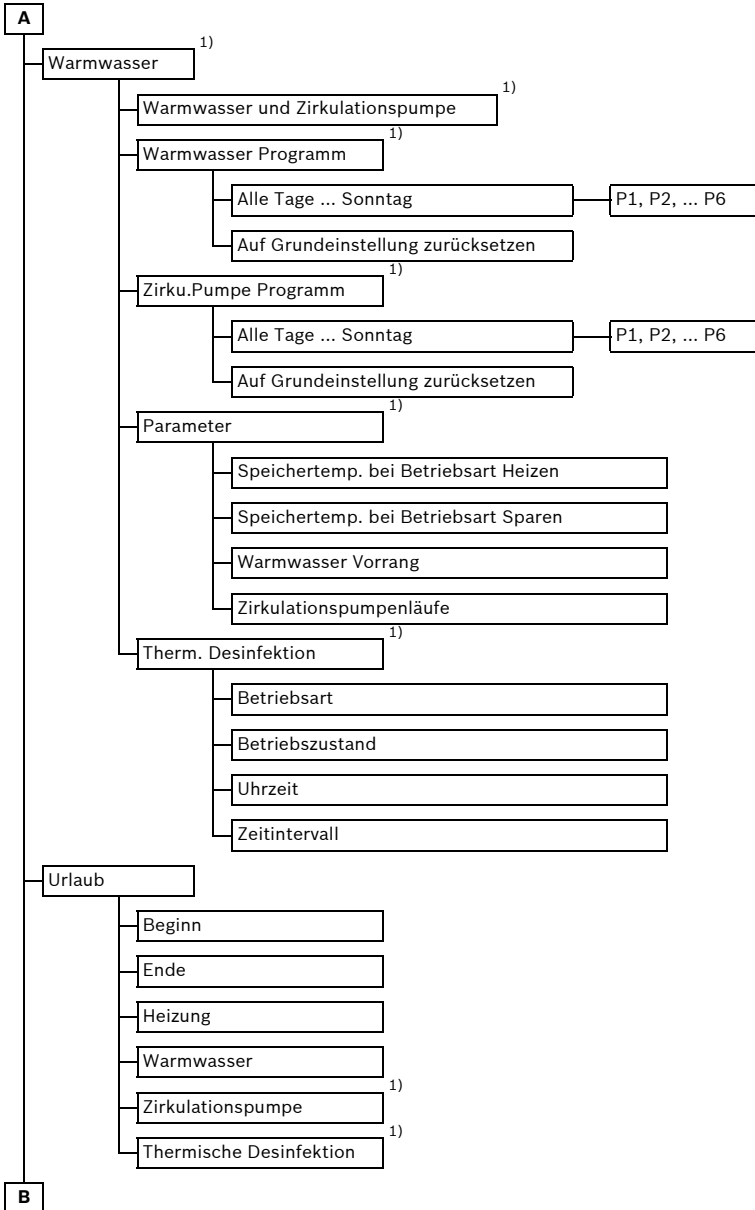 A
Warmwasser 1)
Warmwasser und Zirkulationspumpe 1)
Warmwasser Programm 1)
Alle Tage ... Sonntag P1, P2, ... P6
Auf Grundeinstellung zurücksetzen
Zirku.Pumpe Programm 1)
Alle Tage ... Sonntag P1, P2, ... P6
Auf Grundeinstellung zurücksetzen
Parameter 1)
Speichertemp. bei Betriebsart Heizen
Speichertemp. bei Betriebsart Sparen
Warmwasser Vorrang
Zirkulationspumpenläufe
Therm. Desinfektion 1)
Betriebsart
Betriebszustand
Uhrzeit
Zeitintervall
Urlaub
Beginn
Ende
Heizung
Warmwasser
Zirkulationspumpe 1)
Thermische Desinfektion 1)
B